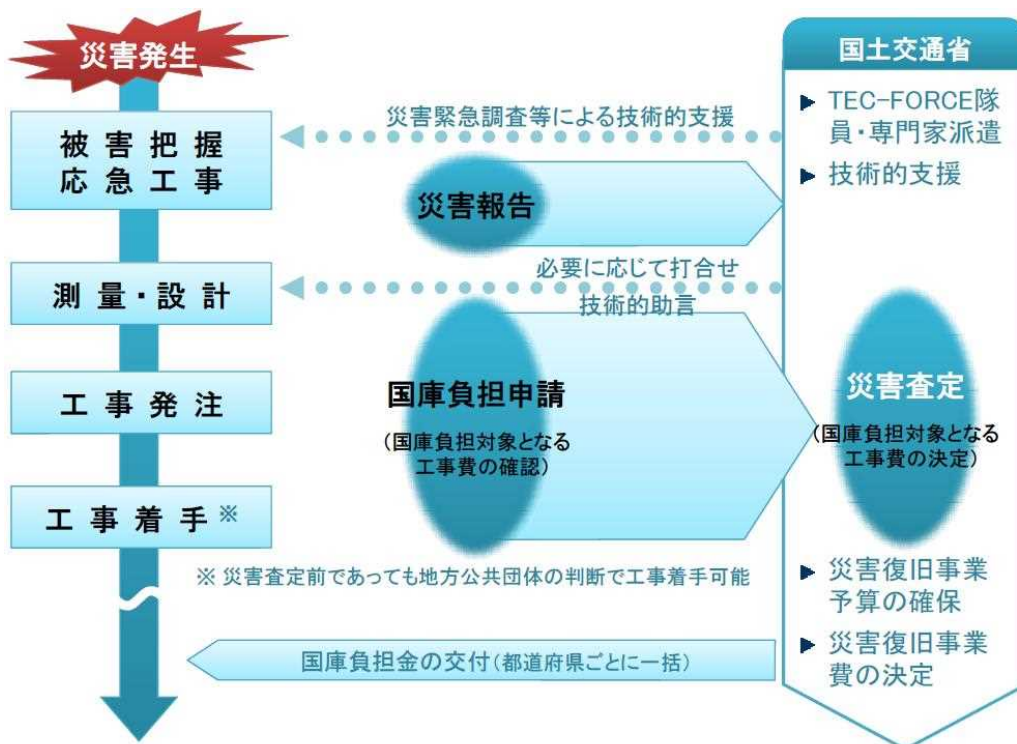 災害発生
国土交通省
▶ TEC-FORCE隊
員・専門家派遣
▶ 技術的支援
災害緊急調査等による技術的支援
被害把握
応急工事
災害報告
必要に応じて打合せ
技術的助言
測量・設計
工事発注
国庫負担申請
(国庫負担対象となる
工事費の確認)
災害査定
(国庫負担対象となる
工事費の決定)
工事着手※
※ 災害査定前であっても地方公共団体の判断で工事着手可能
▶ 災害復旧事業
予算の確保
▶ 災害復旧事業
費の決定
国庫負担金の交付(都道府県ごとに一括)